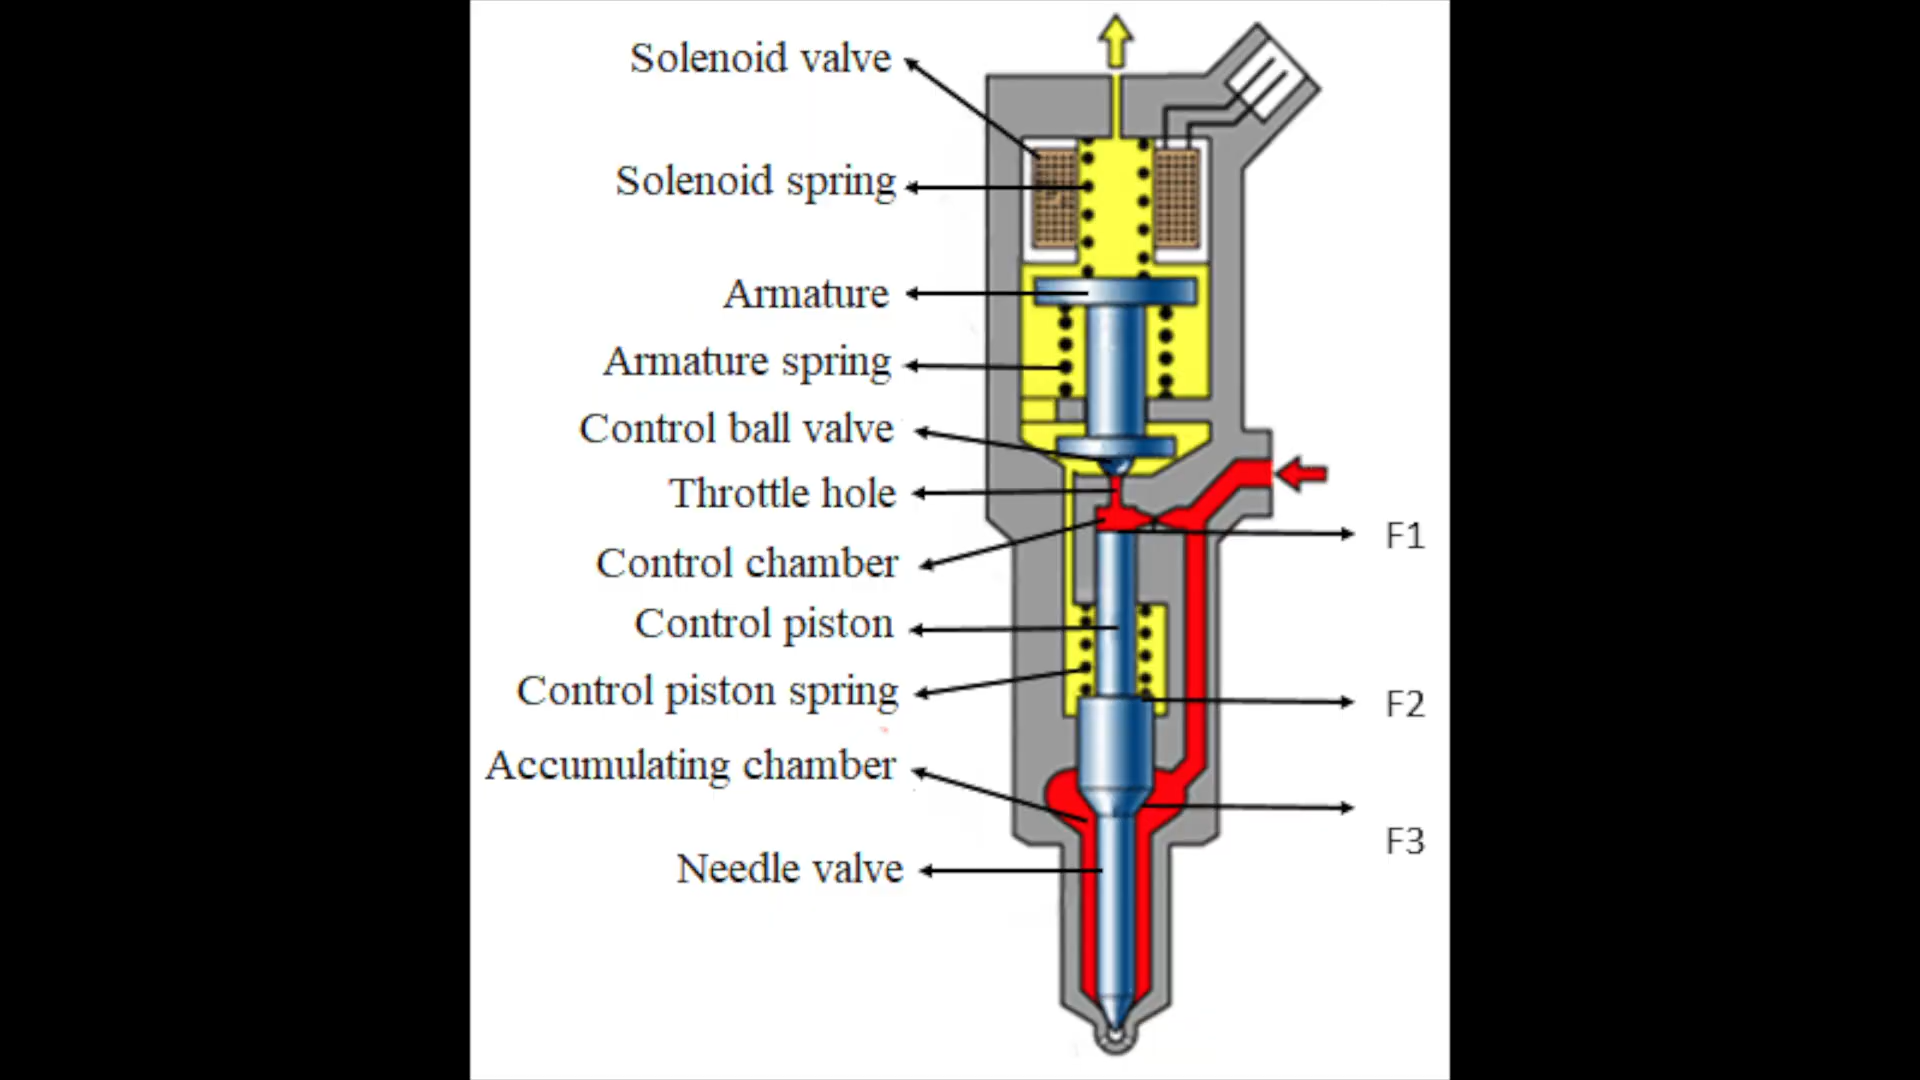 Solenoid valve
Solenoid spring
Armature
Armature spring
Control ball valve
Throttle hole
F1
Control chamber
Control piston
Control piston spring
F2
Accumulating chamber
F3
Needle valve